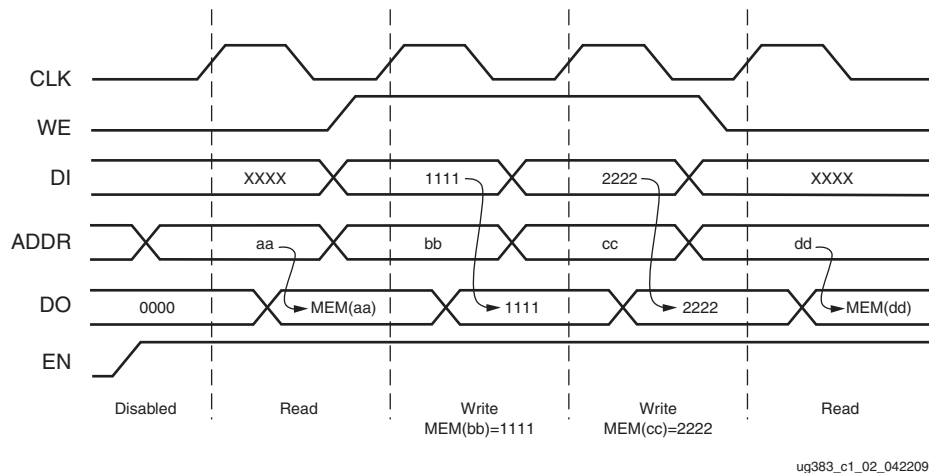 CLK
WE
DI
XXXX
1111
2222
XXXX
ADDR
aa
bb
cc
dd
DO
0000
MEM(aa)
1111
2222
MEM(dd)
EN
Disabled
Read
Write
MEM(bb)=1111
Write
MEM(cc)=2222
Read
ug383_c1_02_042209